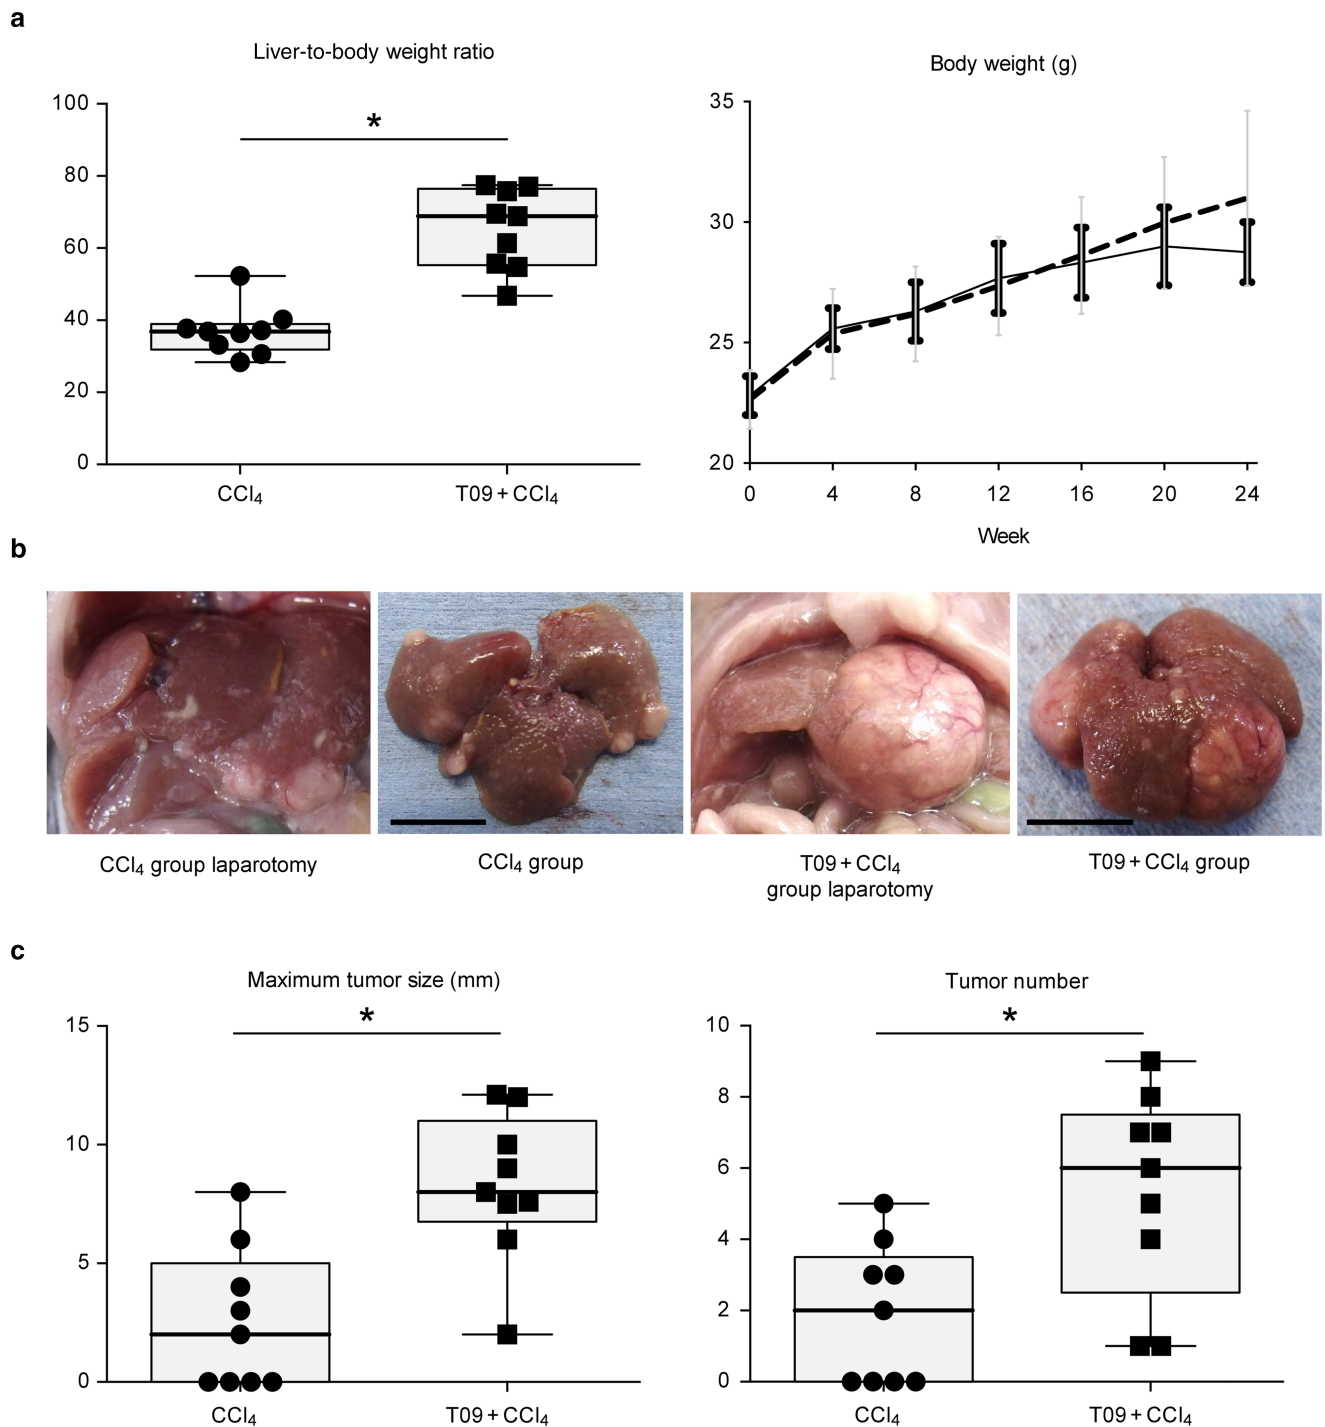 a
Liver-to-body weight ratio
100
80
60
40
20
0
*
CCl₄
T09 + CCl₄
Body weight (g)
35
30
25
20
0 4 8 12 16 20 24
Week
b
CCl₄ group laparotomy
CCl₄ group
T09 + CCl₄
group laparotomy
T09 + CCl₄ group
c
Maximum tumor size (mm)
15
10
5
0
*
CCl₄
T09 + CCl₄
Tumor number
10
8
6
4
2
0
*
CCl₄
T09 + CCl₄